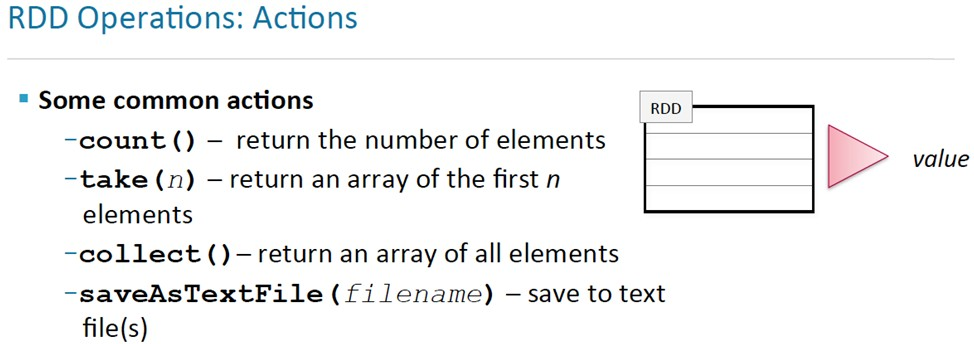 RDD Operations: Actions
Some common actions
–count() – return the number of elements
–take(n) – return an array of the first n
elements
–collect()– return an array of all elements
–saveAsTextFile(filename) – save to text
file(s)
RDD
value